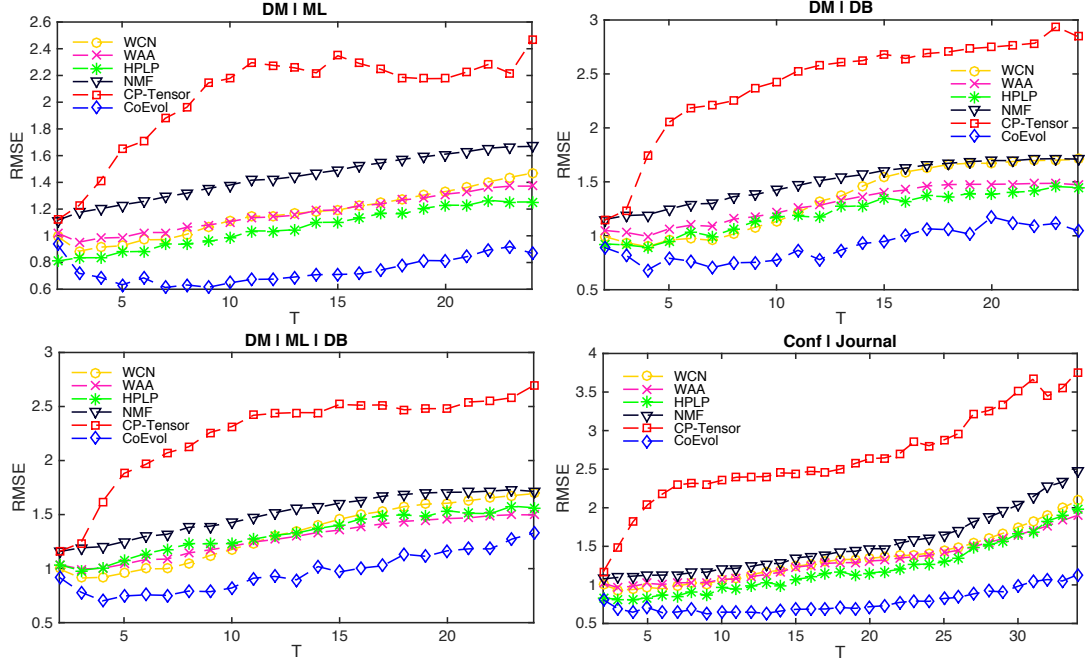 DM | ML
2.6
2.4
2.2
2
1.8
1.6
1.4
1.2
1
0.8
0.6
RMSE
WCN
WAA
HPLP
NMF
CP-Tensor
CoEvol
5
10
15
20
T
DM | DB
3
2.5
2
1.5
1
0.5
RMSE
WCN
WAA
HPLP
NMF
CP-Tensor
CoEvol
5
10
15
20
T
DM | ML | DB
3
2.5
2
1.5
1
0.5
RMSE
WCN
WAA
HPLP
NMF
CP-Tensor
CoEvol
5
10
15
20
T
Conf | Journal
4
3.5
3
2.5
2
1.5
1
0.5
RMSE
WCN
WAA
HPLP
NMF
CP-Tensor
CoEvol
5
10
15
20
25
30
T